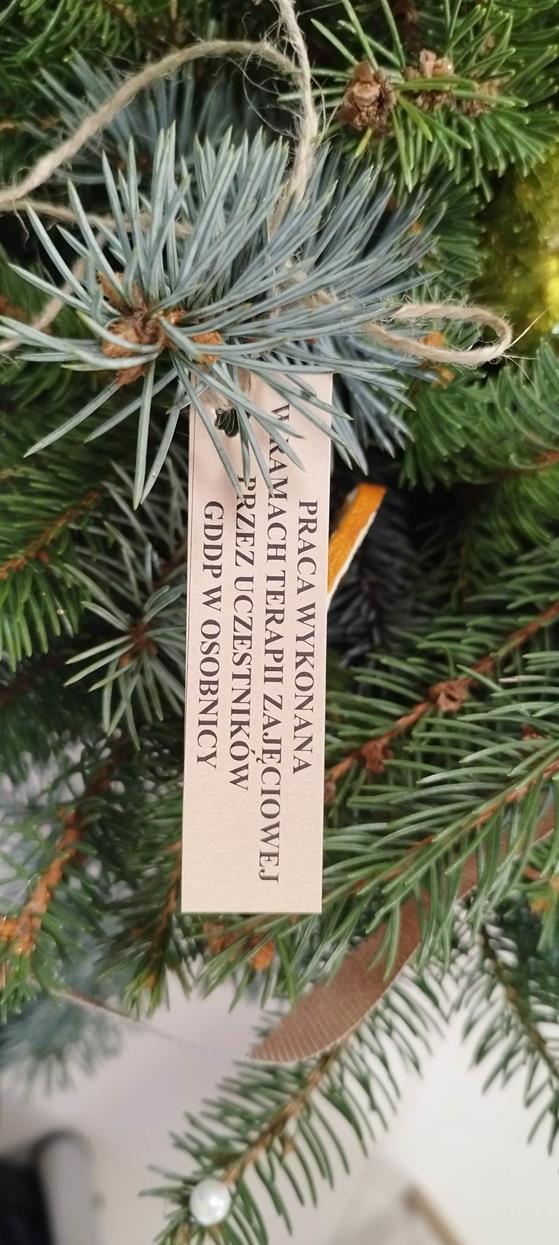 PRACA WYKONANA
W RAMACH TERAPII ZAJĘCIOWEJ
PRZEZ UCZESTNIKÓW
GDDP W OSOBNICY